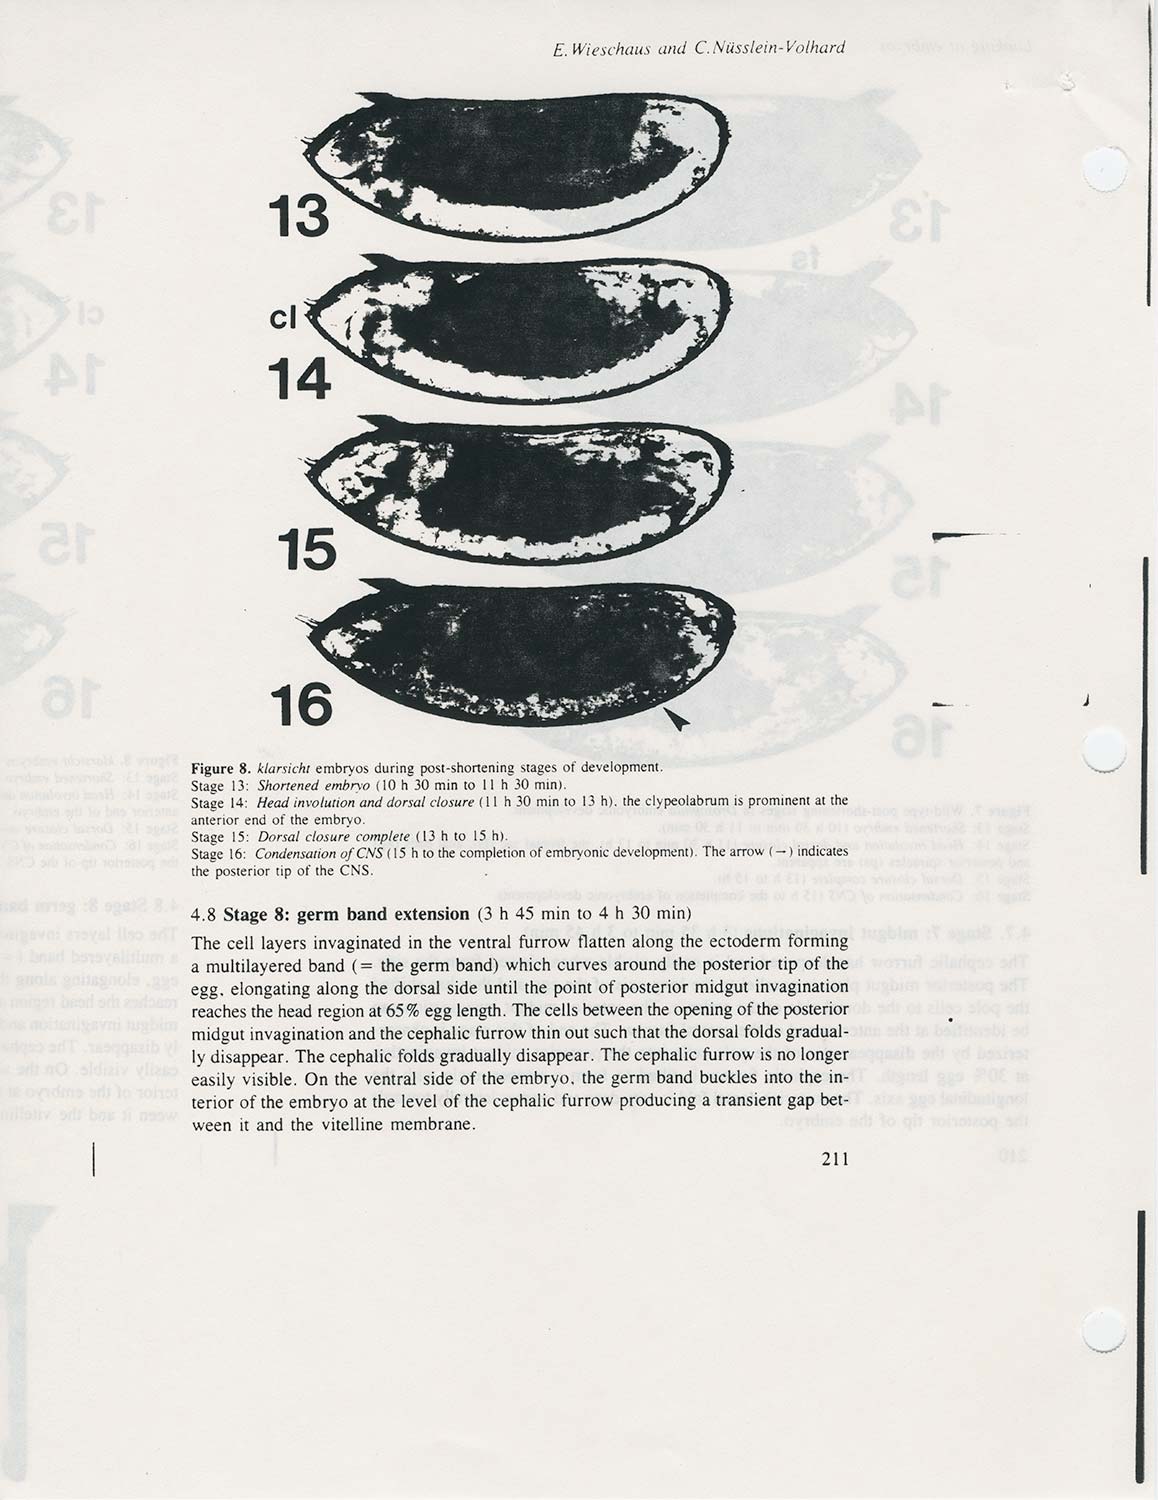 E. Wieschaus and C. Nüsslein-Volhard
13
cl
14
15
16
Figure 8. klarsicht embryos during post-shortening stages of development.
Stage 13: Shortened embryo (10 h 30 min to 11 h 30 min).
Stage 14: Head involution and dorsal closure (11 h 30 min to 13 h), the clypeolabrum is prominent at the
anterior end of the embryo.
Stage 15: Dorsal closure complete (13 h to 15 h).
Stage 16: Condensation of CNS (15 h to the completion of embryonic development). The arrow (→) indicates
the posterior tip of the CNS.
4.8 Stage 8: germ band extension (3 h 45 min to 4 h 30 min)
The cell layers invaginated in the ventral furrow flatten along the ectoderm forming
a multilayered band (= the germ band) which curves around the posterior tip of the
egg, elongating along the dorsal side until the point of posterior midgut invagination
reaches the head region at 65% egg length. The cells between the opening of the posterior
midgut invagination and the cephalic furrow thin out such that the dorsal folds gradual-
ly disappear. The cephalic folds gradually disappear. The cephalic furrow is no longer
easily visible. On the ventral side of the embryo, the germ band buckles into the in-
terior of the embryo at the level of the cephalic furrow producing a transient gap bet-
ween it and the vitelline membrane.
211